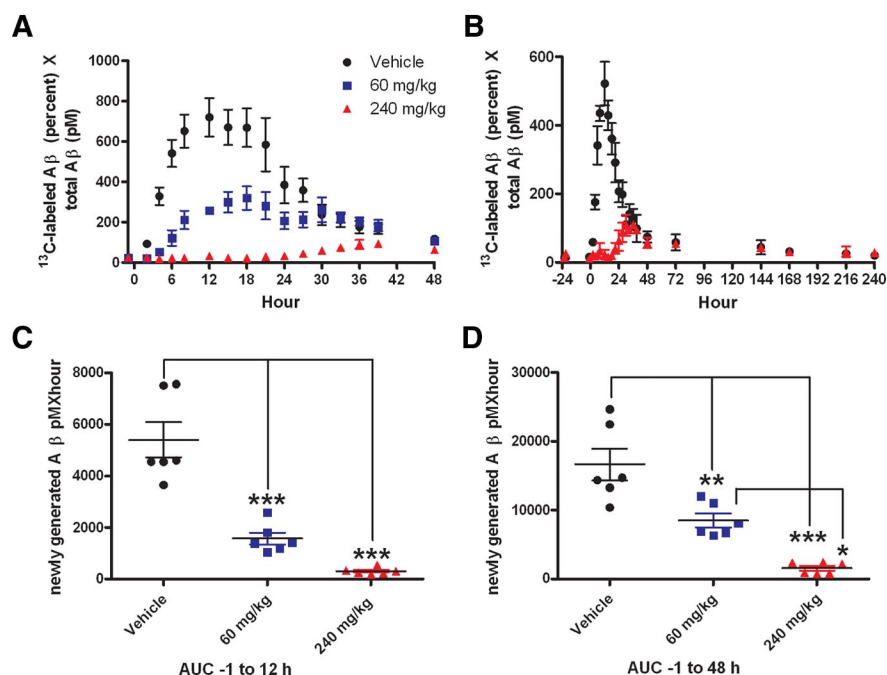 A
¹³C-labeled Aβ (percent) X
total Aβ (pM)
1000
800
600
400
200
0
Vehicle
60 mg/kg
240 mg/kg
0 6 12 18 24 30 36 42 48
Hour
B
¹³C-labeled Aβ (percent) X
total Aβ (pM)
600
400
200
0
-24 0 24 48 72 96 120 144 168 192 216 240
Hour
C
newly generated A β pMXhour
8000
6000
4000
2000
0
***
***
Vehicle
60 mg/kg
240 mg/kg
AUC -1 to 12 h
D
newly generated A β pMXhour
30000
20000
10000
0
**
***
*
Vehicle
60 mg/kg
240 mg/kg
AUC -1 to 48 h